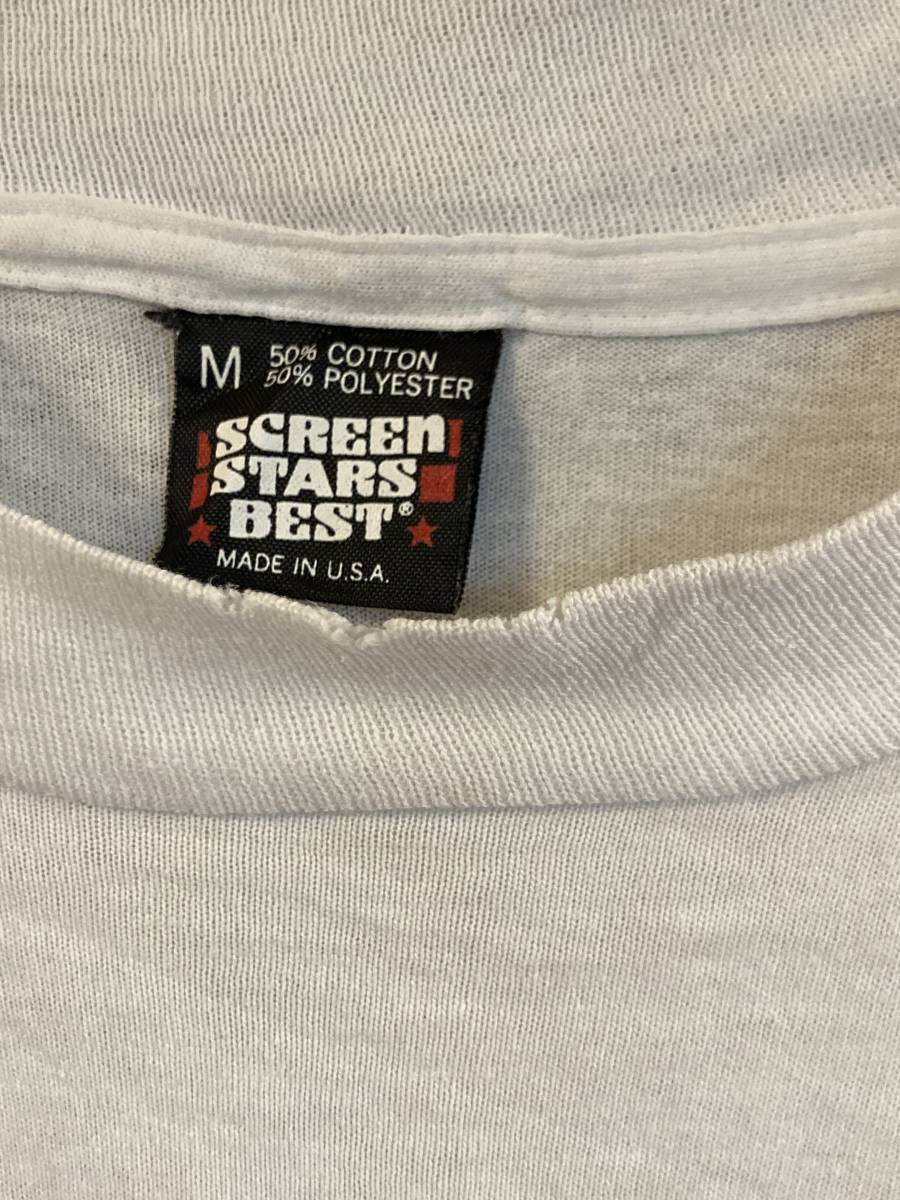 M 50% COTTON
50% POLYESTER
SCREEN
STARS
BEST®
MADE IN U.S.A.